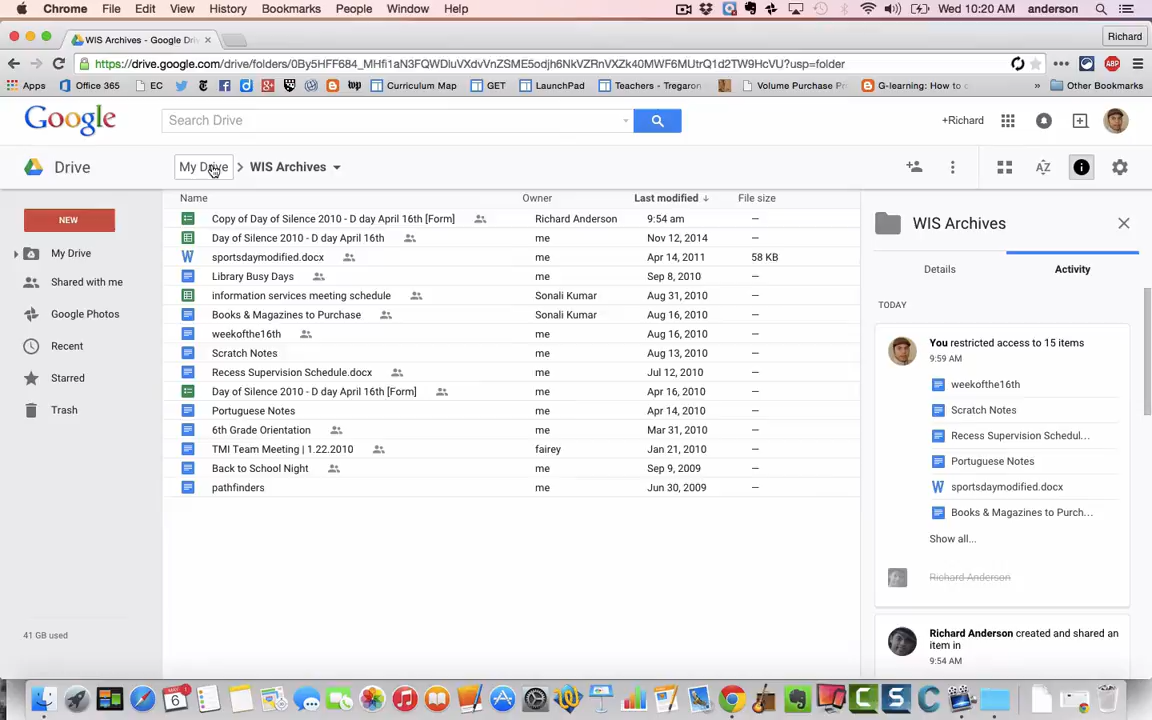 Chrome File Edit View History Bookmarks People Window Help Wed 10:20 AM anderson
WIS Archives - Google Dri Richard
https://drive.google.com/drive/folders/0By5HFF684_MHfi1aN3FQWDluVXdvVnZSME5odjh6NkVZRnVXZk40MWF6MUtrQ1d2TW9HcVU?usp=folder
Apps Office 365 EC Curriculum Map GET LaunchPad Teachers - Tregaron Volume Purchase Pr G-learning: How to c » Other Bookmarks
Google Search Drive +Richard
Drive My Drive > WIS Archives
NEW
My Drive
Shared with me
Google Photos
Recent
Starred
Trash
41 GB used
Name Owner Last modified File size
Copy of Day of Silence 2010 - D day April 16th [Form] Richard Anderson 9:54 am —
Day of Silence 2010 - D day April 16th me Nov 12, 2014 —
sportsdaymodified.docx me Apr 14, 2011 58 KB
Library Busy Days me Sep 8, 2010 —
information services meeting schedule Sonali Kumar Aug 31, 2010 —
Books & Magazines to Purchase Sonali Kumar Aug 16, 2010 —
weekofthe16th me Aug 16, 2010 —
Scratch Notes me Aug 13, 2010 —
Recess Supervision Schedule.docx me Jul 12, 2010 —
Day of Silence 2010 - D day April 16th [Form] me Apr 16, 2010 —
Portuguese Notes me Apr 14, 2010 —
6th Grade Orientation me Mar 31, 2010 —
TMI Team Meeting | 1.22.2010 fairey Jan 21, 2010 —
Back to School Night me Sep 9, 2009 —
pathfinders me Jun 30, 2009 —
WIS Archives
Details Activity
TODAY
You restricted access to 15 items
9:59 AM
weekofthe16th
Scratch Notes
Recess Supervision Schedul...
Portuguese Notes
sportsdaymodified.docx
Books & Magazines to Purch...
Show all...
Richard Anderson
Richard Anderson created and shared an
item in
9:54 AM